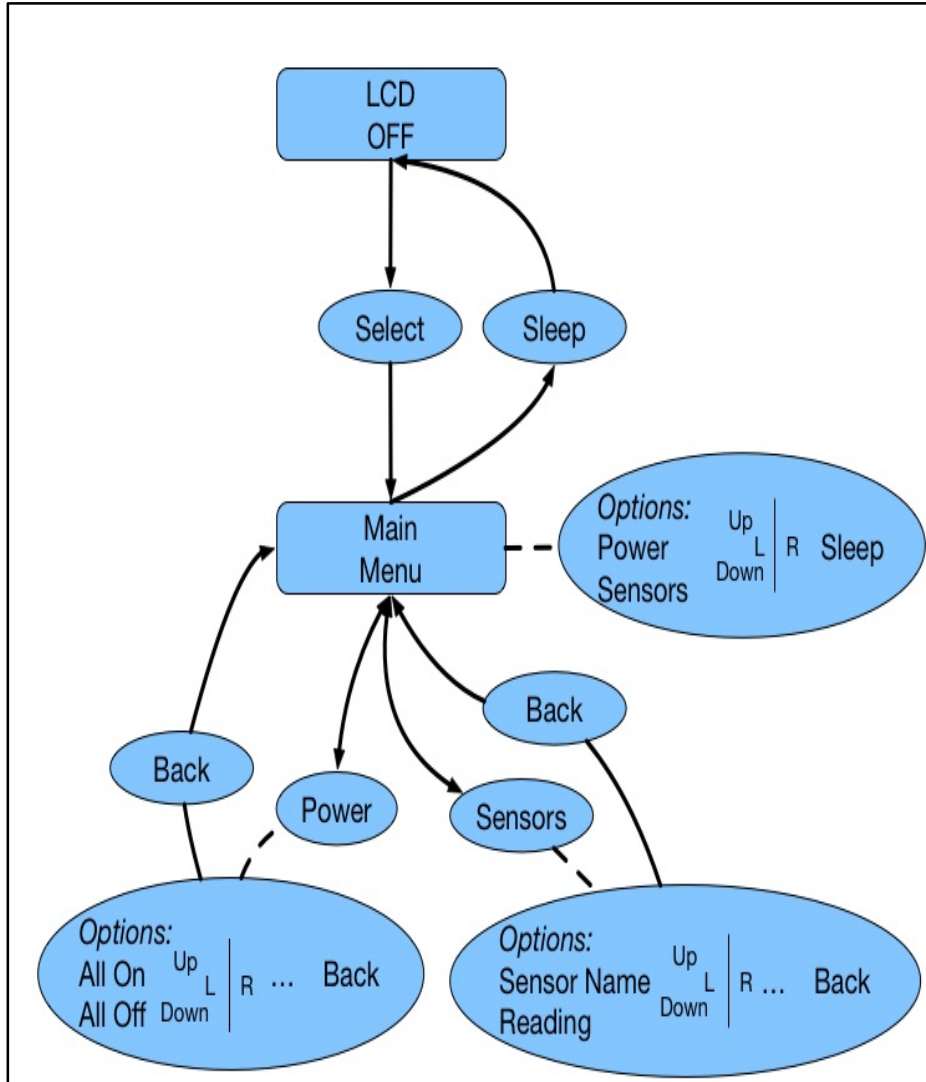 LCD
OFF
Select
Sleep
Main
Menu
Options:
Power
Sensors
Up
L
Down
R
Sleep
Back
Back
Power
Sensors
Options:
All On
All Off
Up
L
Down
R
...
Back
Options:
Sensor Name
Reading
Up
L
Down
R
...
Back